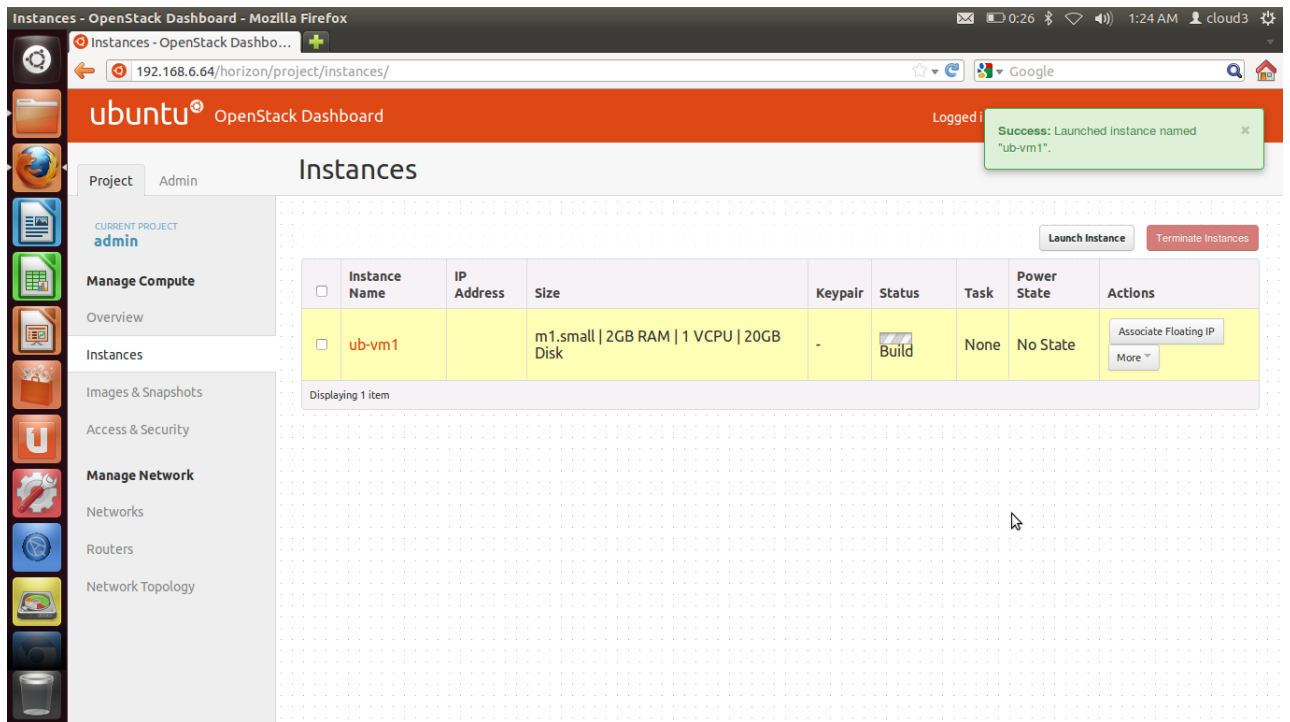 Instances - OpenStack Dashboard - Mozilla Firefox
0:26 1:24 AM cloud3
Instances - OpenStack Dashbo...
192.168.6.64/horizon/project/instances/
Google
ubuntu OpenStack Dashboard
Logged i
Success: Launched instance named
"ub-vm1".
×
Instances
Project Admin
CURRENT PROJECT
admin
Manage Compute
Overview
Instances
Images & Snapshots
Access & Security
Manage Network
Networks
Routers
Network Topology
Launch Instance Terminate Instances
Instance
Name
IP
Address
Size
Keypair
Status
Task
Power
State
Actions
ub-vm1
m1.small | 2GB RAM | 1 VCPU | 20GB
Disk
-
Build
None
No State
Associate Floating IP
More
Displaying 1 item